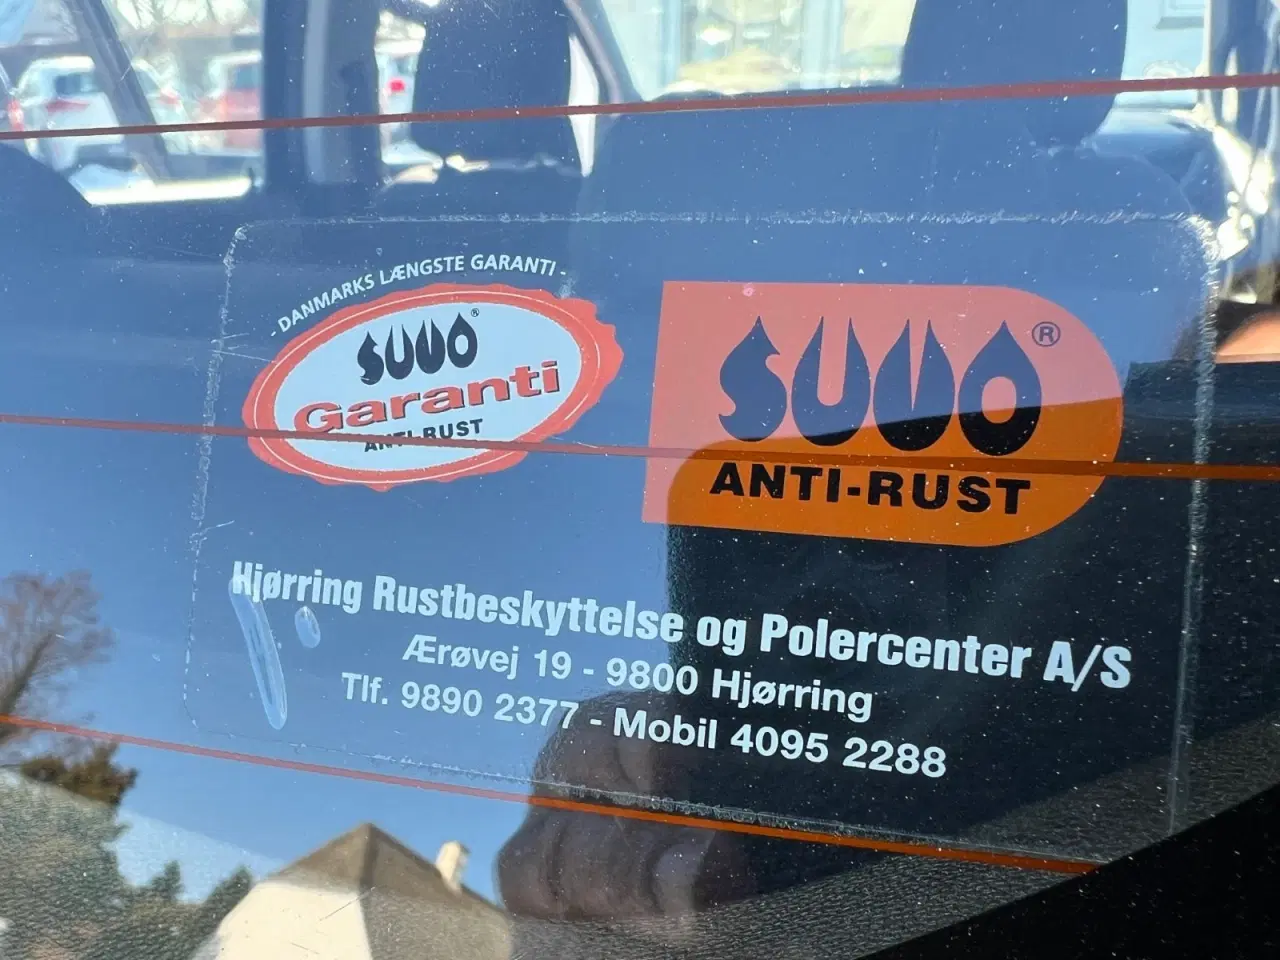 - DANMARKS LÆNGSTE GARANTI -
SUVO®
Garanti
ANTI-RUST
SUVO®
ANTI-RUST
Hjørring Rustbeskyttelse og Polercenter A/S
Ærøvej 19 - 9800 Hjørring
Tlf. 9890 2377 - Mobil 4095 2288